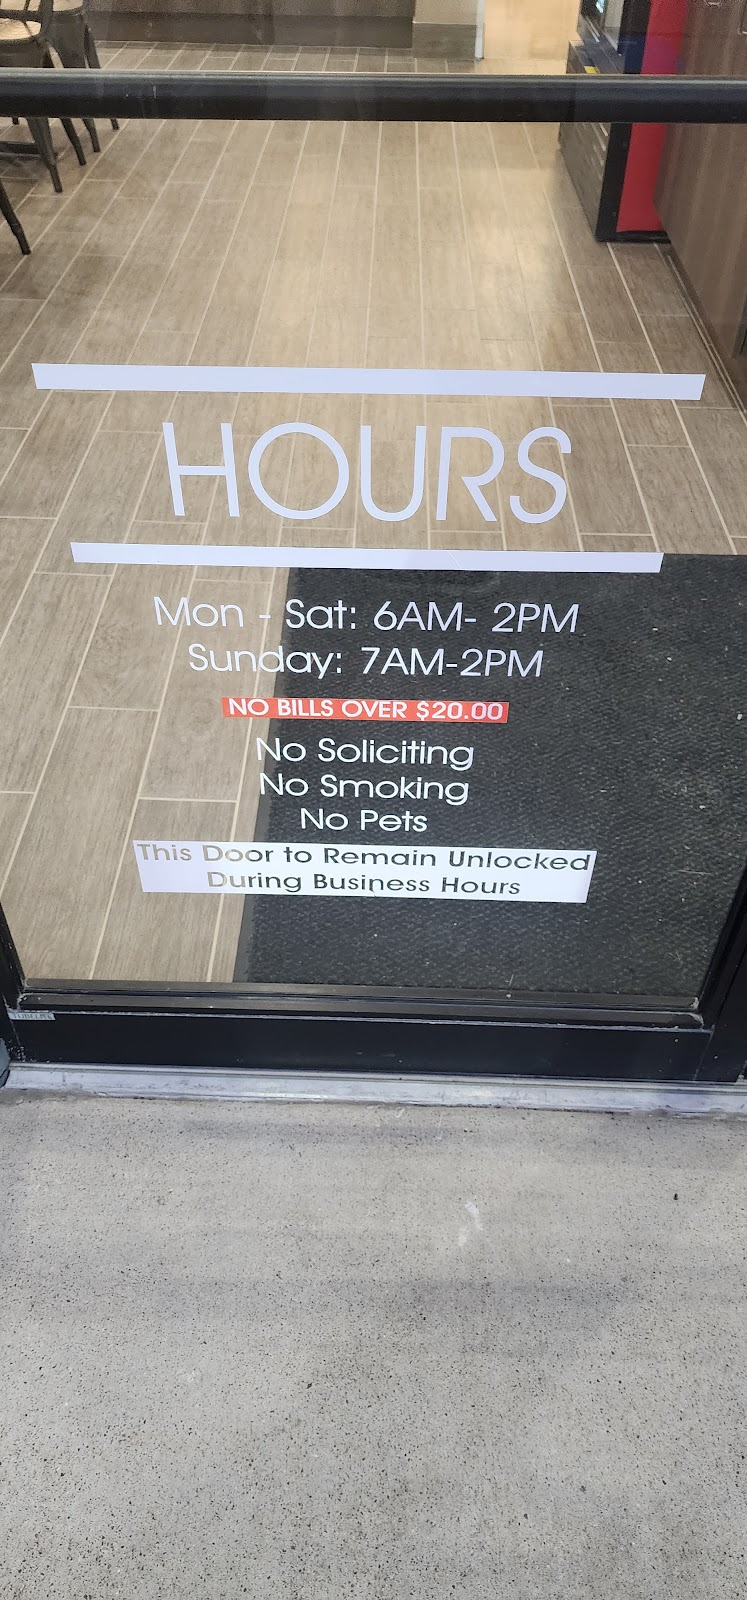 HOURS
Mon - Sat: 6AM- 2PM
Sunday: 7AM-2PM
NO BILLS OVER $20.00
No Soliciting
No Smoking
No Pets
This Door to Remain Unlocked
During Business Hours